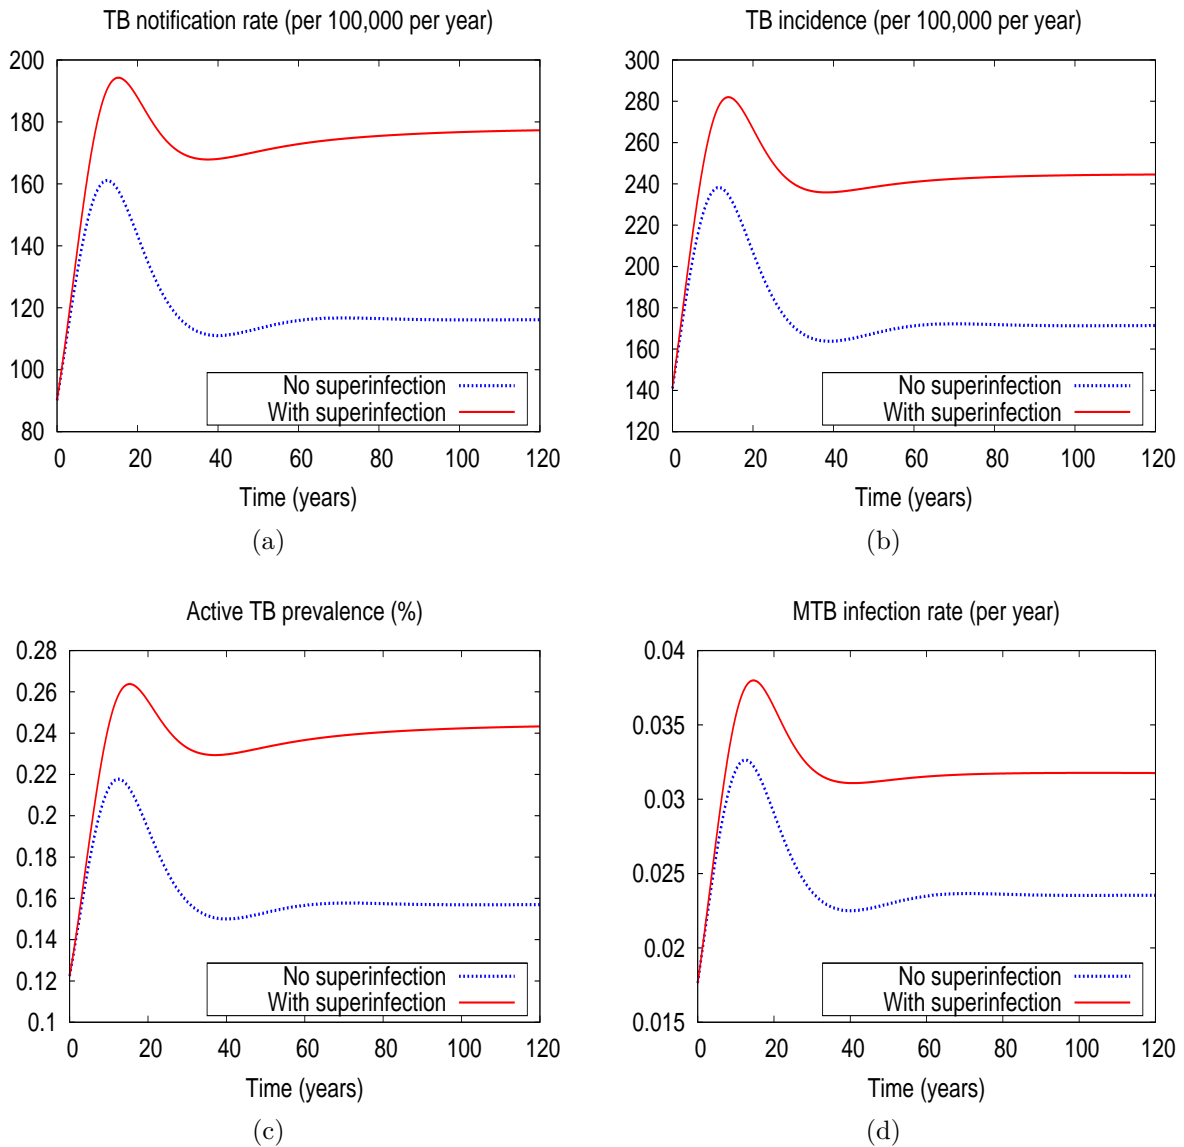 TB notification rate (per 100,000 per year)
200
180
160
140
120
100
80
No superinfection
With superinfection
0 20 40 60 80 100 120
Time (years)
(a)
TB incidence (per 100,000 per year)
300
280
260
240
220
200
180
160
140
120
No superinfection
With superinfection
0 20 40 60 80 100 120
Time (years)
(b)
Active TB prevalence (%)
0.28
0.26
0.24
0.22
0.2
0.18
0.16
0.14
0.12
0.1
No superinfection
With superinfection
0 20 40 60 80 100 120
Time (years)
(c)
MTB infection rate (per year)
0.04
0.035
0.03
0.025
0.02
0.015
No superinfection
With superinfection
0 20 40 60 80 100 120
Time (years)
(d)